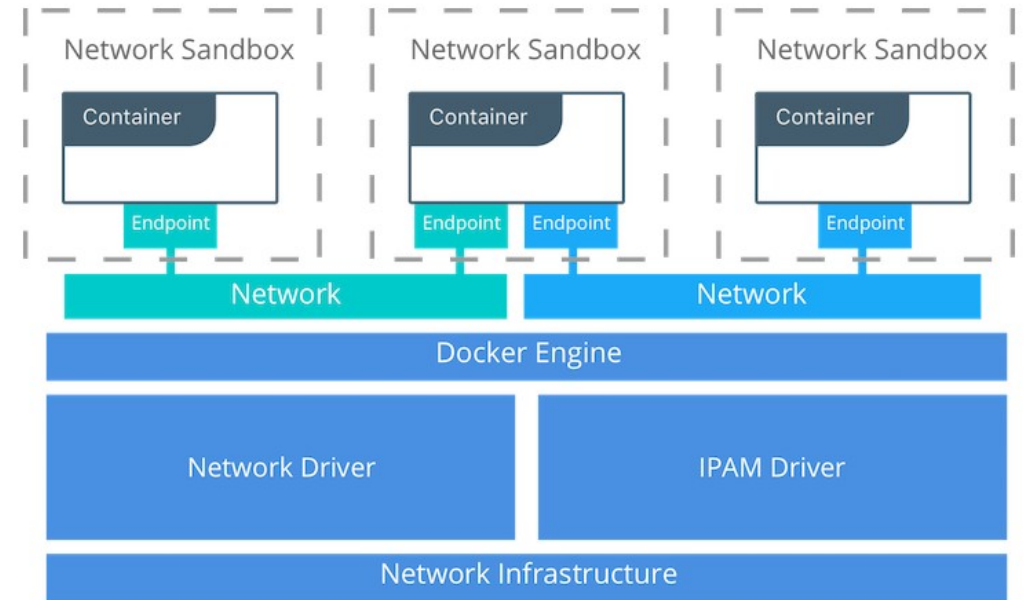 Network Sandbox
Network Sandbox
Network Sandbox
Container
Container
Container
Endpoint
Endpoint
Endpoint
Endpoint
Network
Network
Docker Engine
Network Driver
IPAM Driver
Network Infrastructure